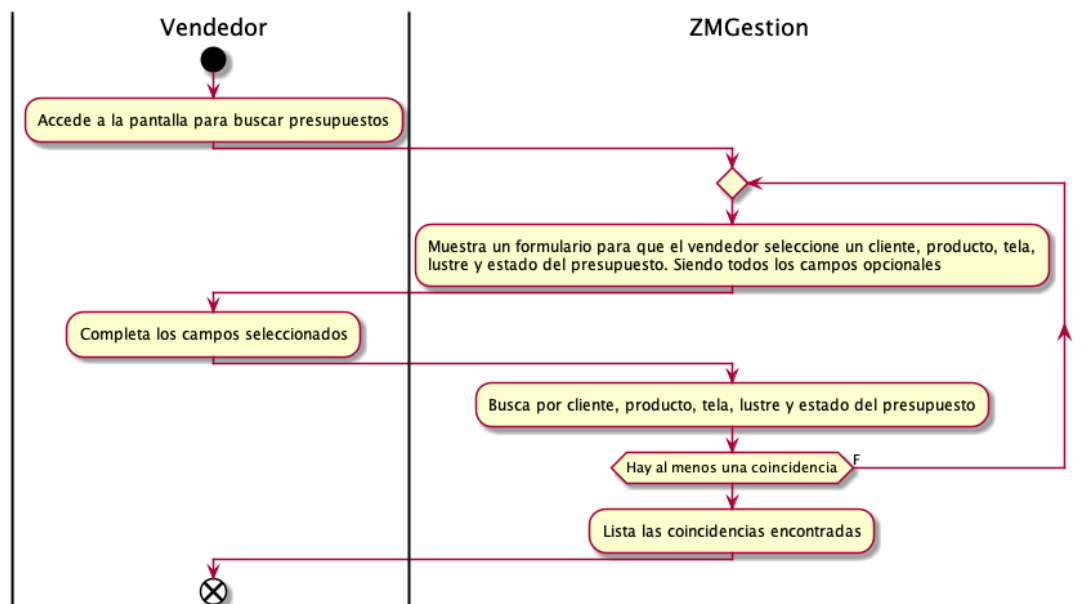 Vendedor
ZMGestion
Accede a la pantalla para buscar presupuestos
Muestra un formulario para que el vendedor seleccione un cliente, producto, tela,
lustre y estado del presupuesto. Siendo todos los campos opcionales
Completa los campos seleccionados
Busca por cliente, producto, tela, lustre y estado del presupuesto
Hay al menos una coincidencia
F
Lista las coincidencias encontradas